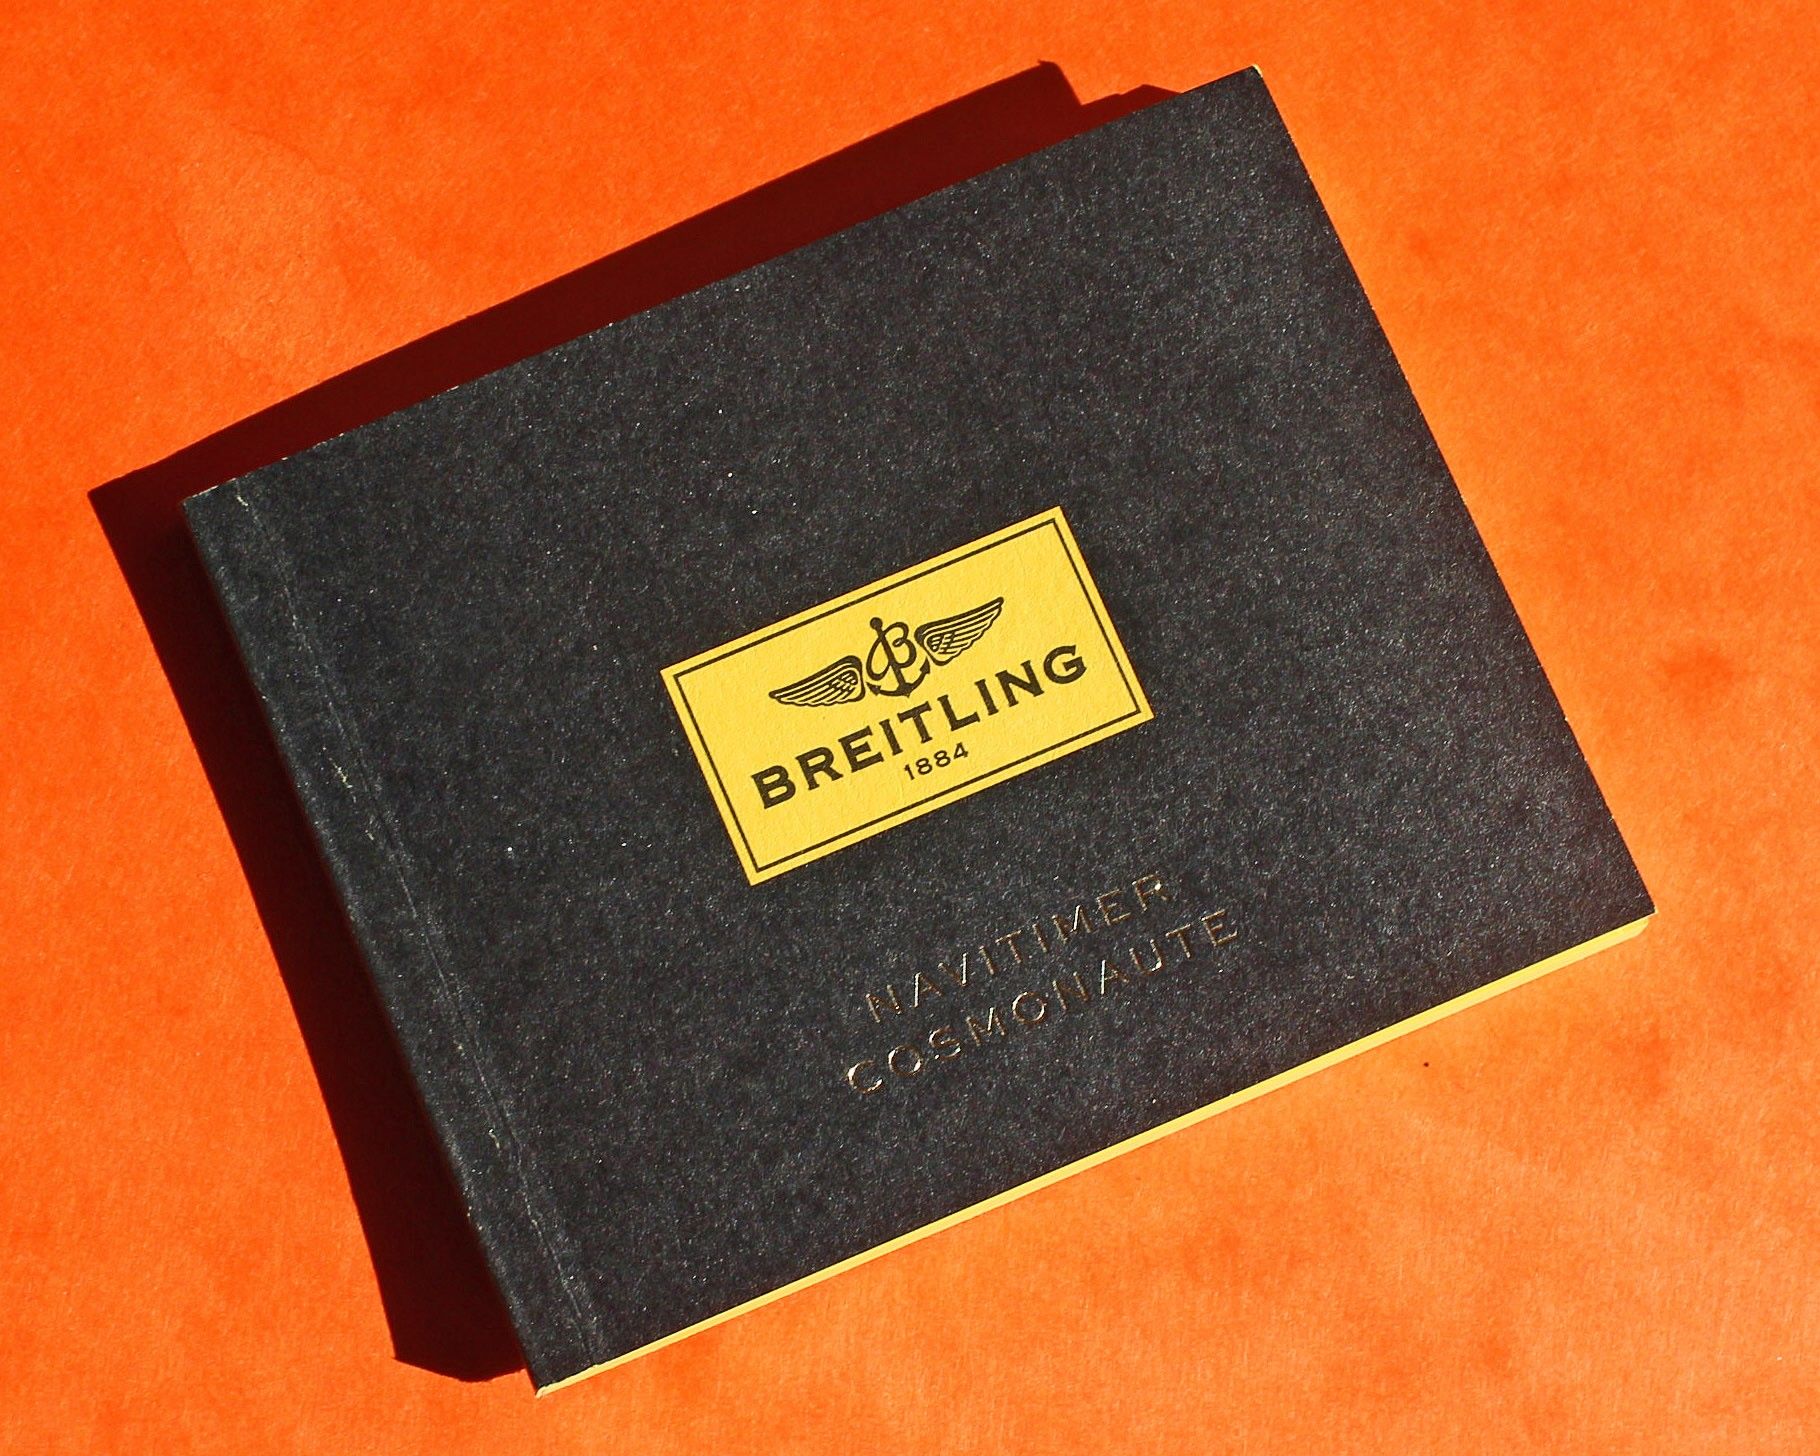 B
BREITLING
1884
NAVITIMER
COSMONAUTE